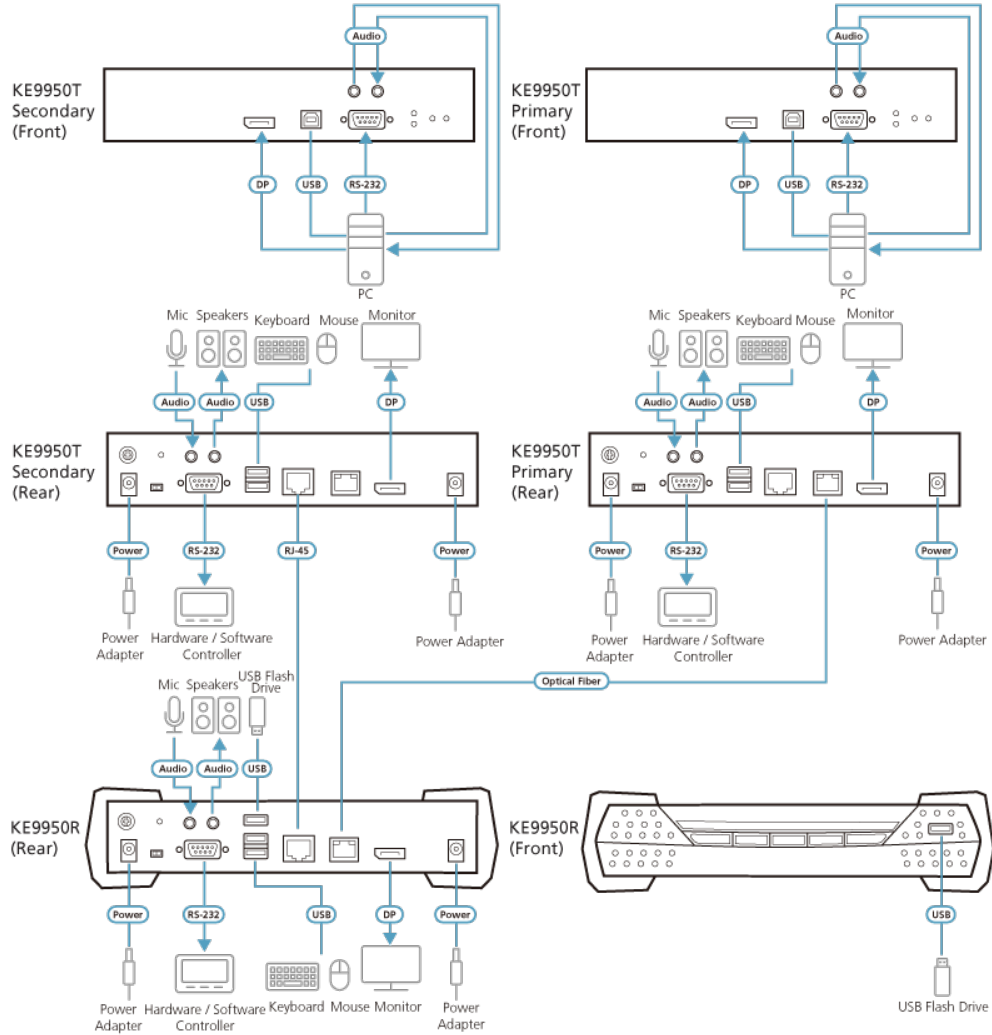 Audio
Audio
KE9950T
Secondary
(Front)
KE9950T
Primary
(Front)
DP
USB
RS-232
DP
USB
RS-232
PC
PC
Mic
Speakers
Keyboard
Mouse
Monitor
Mic
Speakers
Keyboard
Mouse
Monitor
Audio
Audio
USB
DP
Audio
Audio
USB
DP
KE9950T
Secondary
(Rear)
KE9950T
Primary
(Rear)
Power
RS-232
RJ-45
Power
Power
RS-232
Power
Power
Adapter
Hardware / Software
Controller
Power Adapter
Power
Adapter
Hardware / Software
Controller
Power Adapter
Optical Fiber
Mic
Speakers
USB Flash
Drive
Audio
Audio
USB
KE9950R
(Rear)
KE9950R
(Front)
Power
RS-232
USB
DP
Power
USB
Power
Adapter
Hardware / Software
Controller
Keyboard
Mouse
Monitor
Power
Adapter
USB Flash Drive